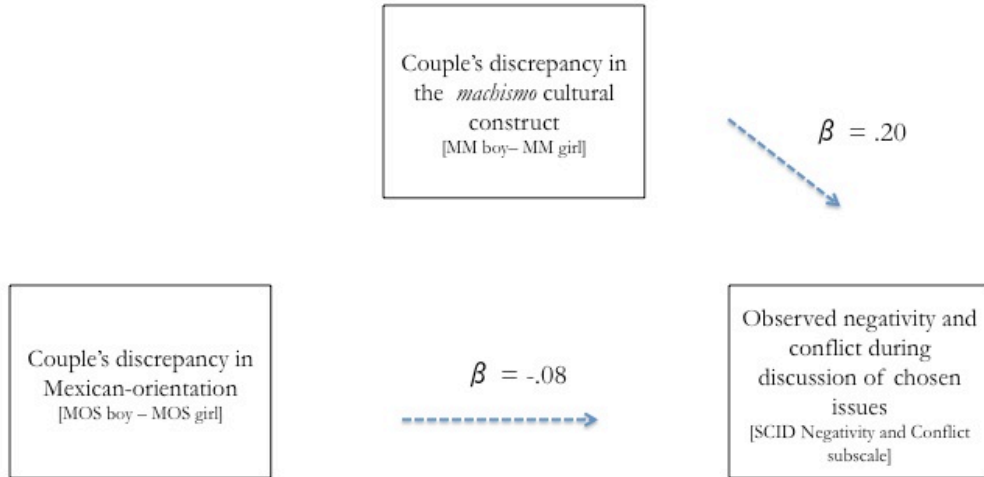 Couple's discrepancy in
the machismo cultural
construct
[MM boy– MM girl]
β = .20
Couple's discrepancy in
Mexican-orientation
[MOS boy – MOS girl]
β = -.08
Observed negativity and
conflict during
discussion of chosen
issues
[SCID Negativity and Conflict
subscale]